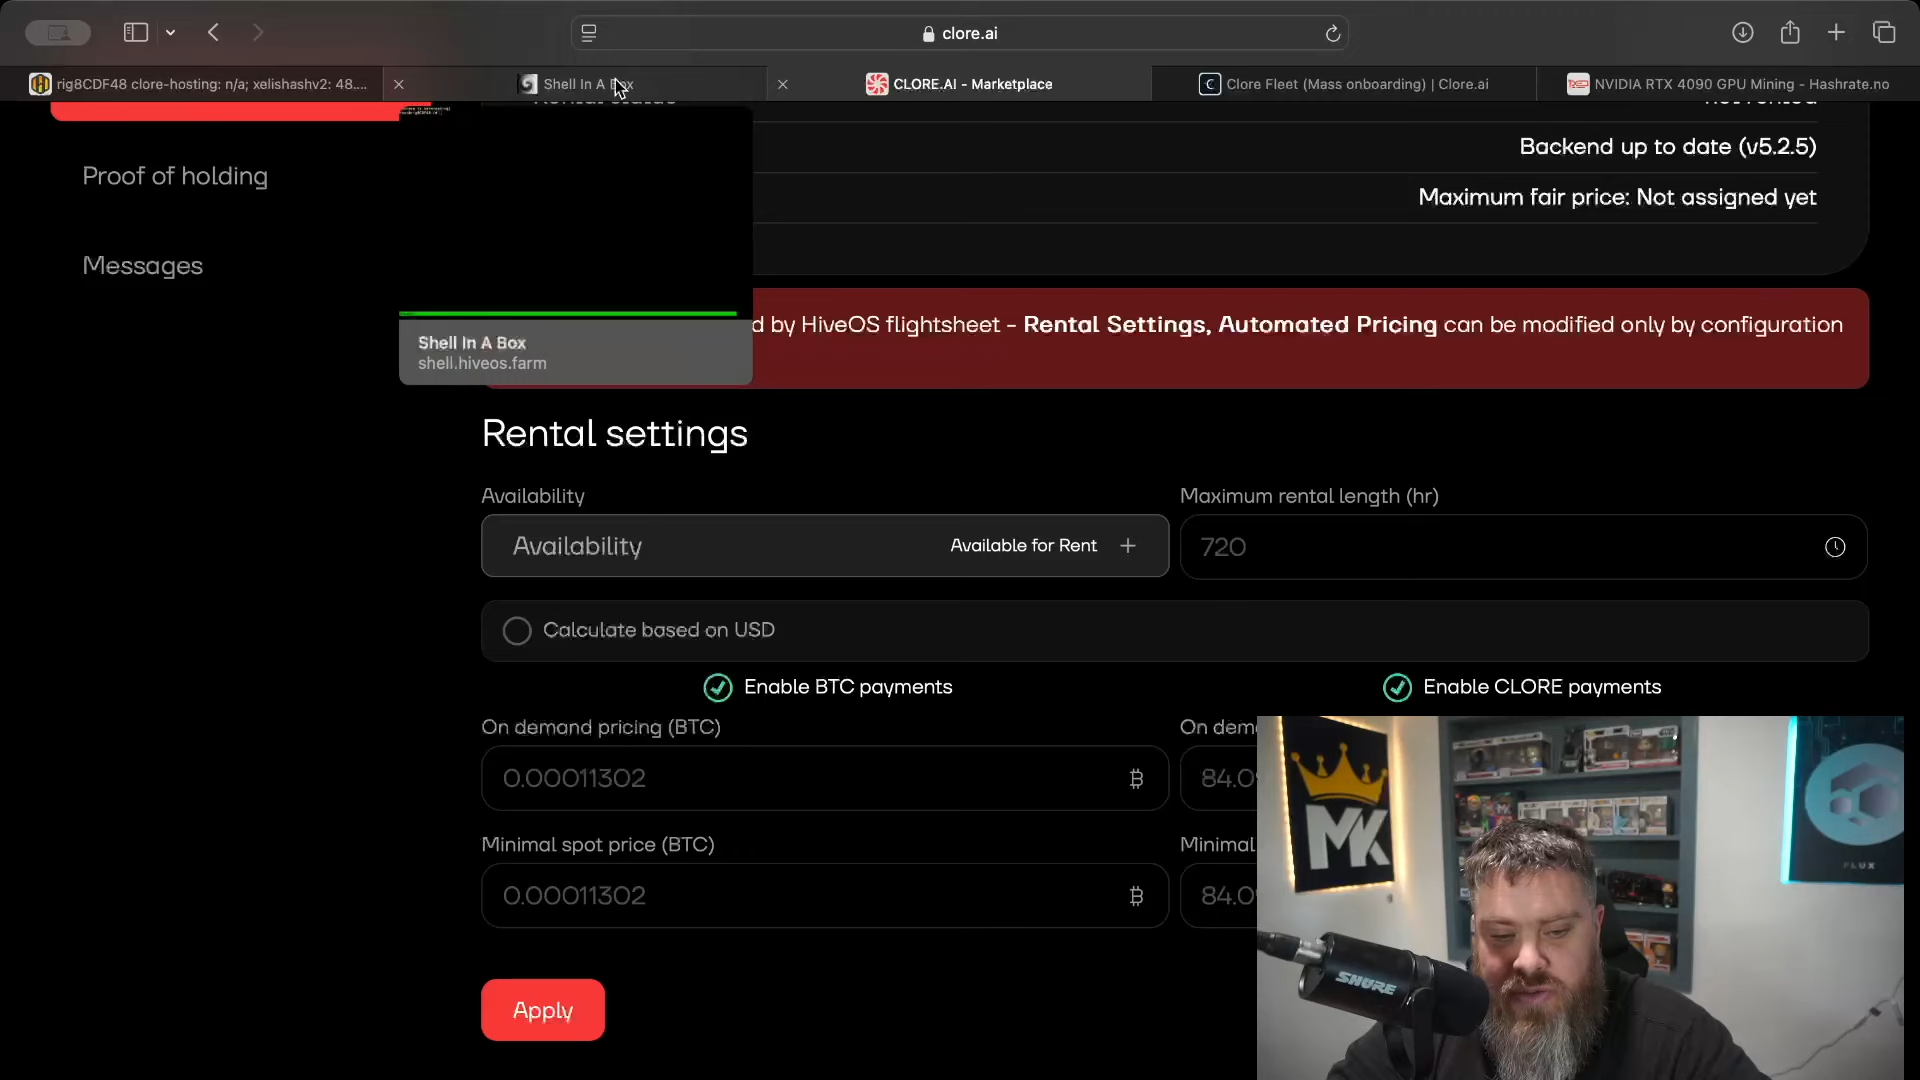 clore.ai
rig8CDF48 clore-hosting: n/a; xelishashv2: 48....
Shell In A Box
CLORE.AI - Marketplace
Clore Fleet (Mass onboarding) | Clore.ai
NVIDIA RTX 4090 GPU Mining - Hashrate.no
Backend up to date (v5.2.5)
Proof of holding
Maximum fair price: Not assigned yet
Messages
d by HiveOS flightsheet - Rental Settings, Automated Pricing can be modified only by configuration
Shell In A Box
shell.hiveos.farm
Rental settings
Availability
Maximum rental length (hr)
Availability
Available for Rent
720
Calculate based on USD
Enable BTC payments
Enable CLORE payments
On demand pricing (BTC)
On dem
0.00011302
84.0
Minimal spot price (BTC)
Minimal
0.00011302
84.0
Apply
MK
SHURE
FLUX